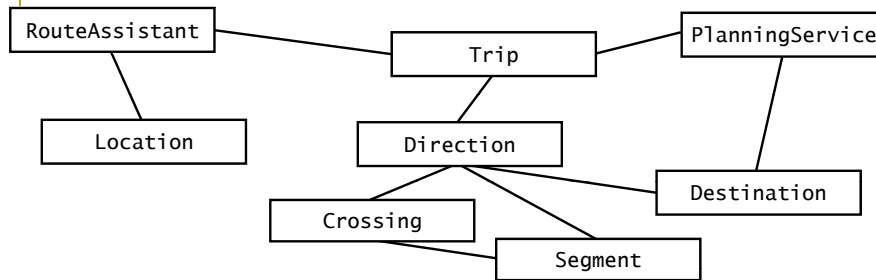 RouteAssistant
PlanningService
Trip
Location
Direction
Destination
Crossing
Segment